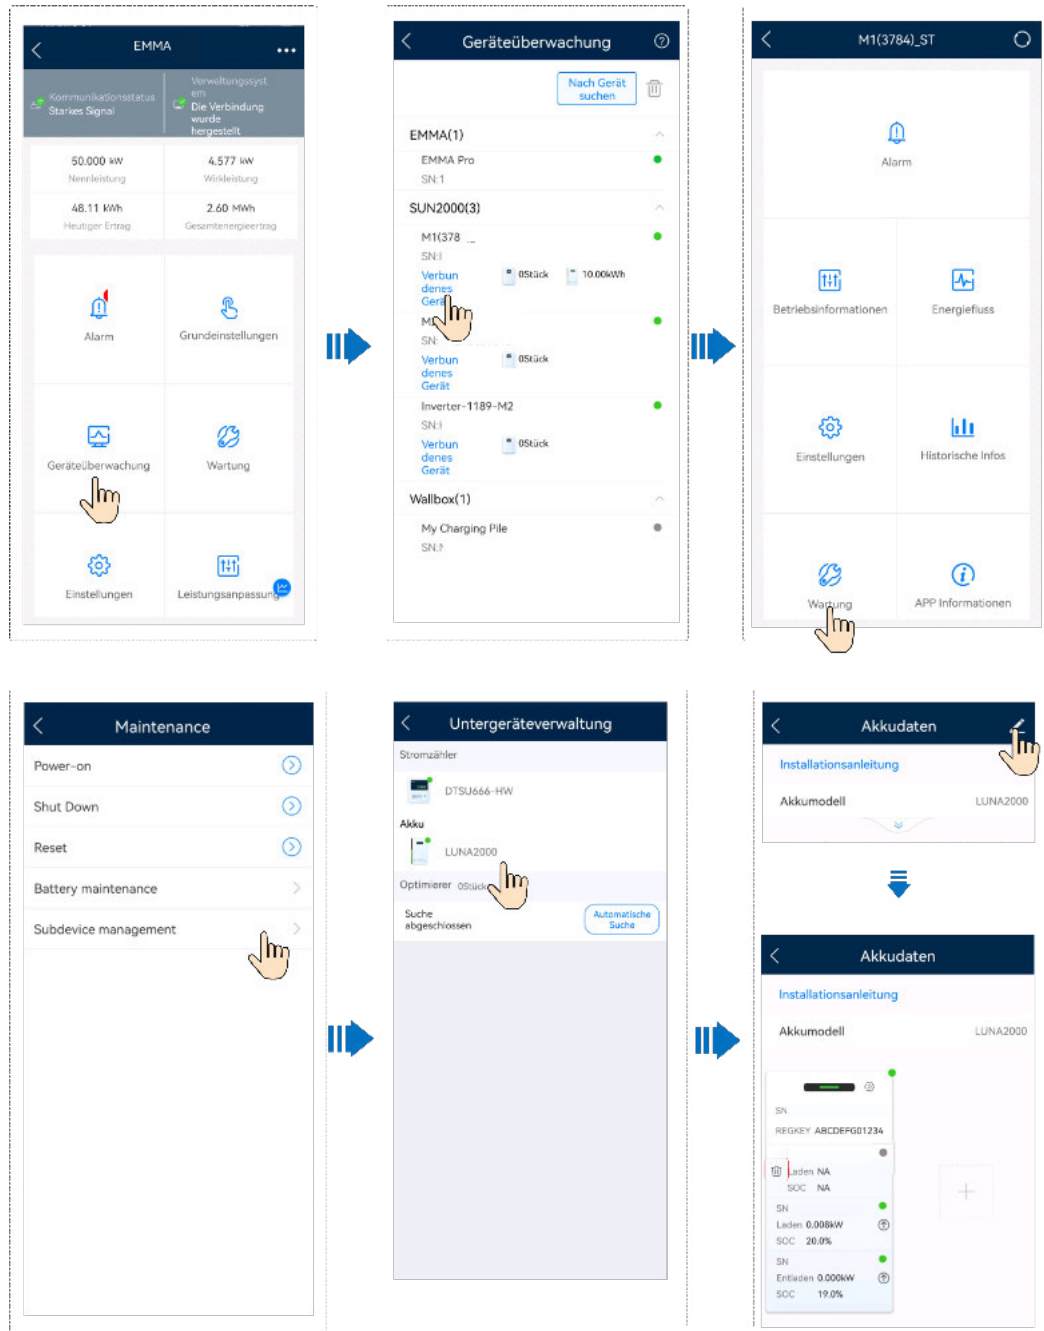 EMMA
Kommunikationsstatus
Starkes Signal
Verwaltungssyst
em
Die Verbindung
wurde
hergestellt
50.000 kW
Nennleistung
4.577 kW
Wirkleistung
48.11 kWh
Heutiger Ertrag
2.60 MWh
Gesamtenergieertrag
Alarm
Grundeinstellungen
Geräteüberwachung
Wartung
Einstellungen
Leistungsanpassung
Geräteüberwachung
Nach Gerät
suchen
EMMA(1)
EMMA Pro
SN:1
SUN2000(3)
M1(378
SN:
Verbun
denes
Gerä
0Stück
10.00kWh
M
SN:
Verbun
denes
Gerät
0Stück
Inverter-1189-M2
SN:
Verbun
denes
Gerät
0Stück
Wallbox(1)
My Charging Pile
SN:
M1(3784)_ST
Alarm
Betriebsinformationen
Energiefluss
Einstellungen
Historische Infos
Wartung
APP Informationen
Maintenance
Power-on
Shut Down
Reset
Battery maintenance
Subdevice management
Untergeräteverwaltung
Stromzähler
DTSU666-HW
Akku
LUNA2000
Optimierer 0Stück
Suche
abgeschlossen
Automatische
Suche
Akkudaten
Installationsanleitung
Akkumodell LUNA2000
Akkudaten
Installationsanleitung
Akkumodell LUNA2000
SN
REGKEY ABCDEFG01234
Laden NA
SOC NA
SN
Laden 0.008kW
SOC 20.0%
SN
Entladen 0.000kW
SOC 19.0%